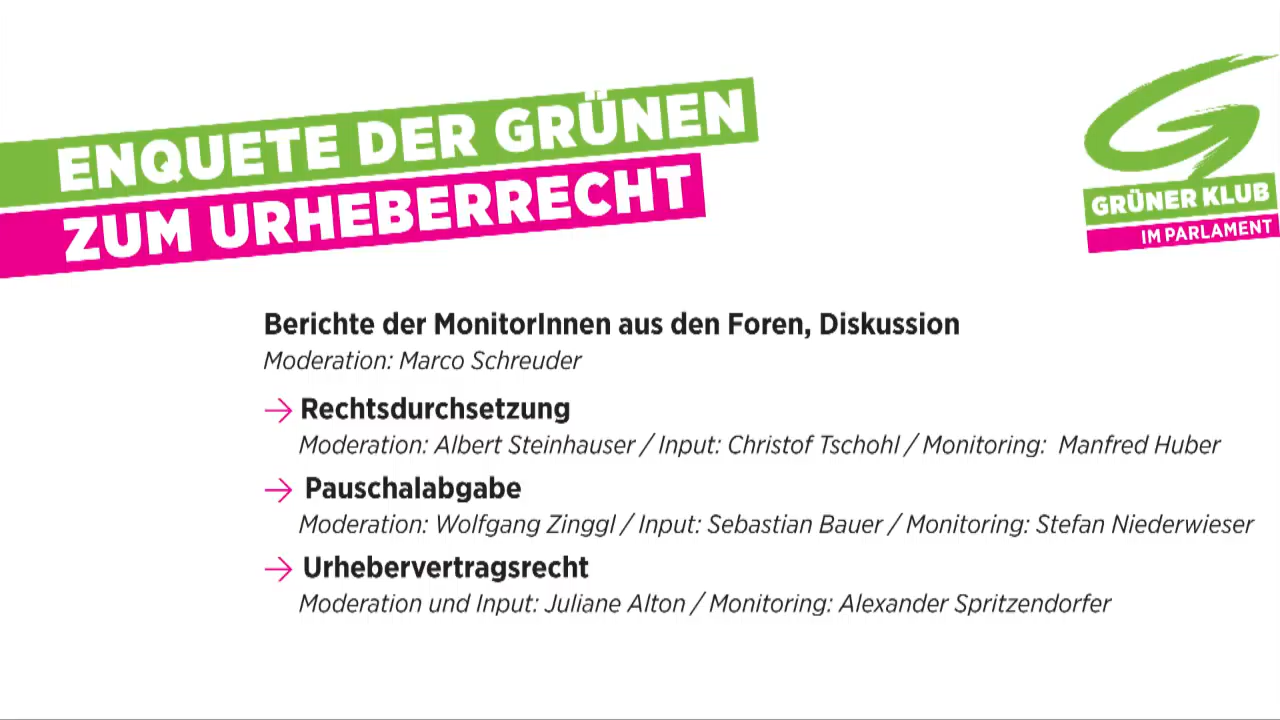 ENQUETE DER GRÜNEN
ZUM URHEBERRECHT
GRÜNER KLUB
IM PARLAMENT
Berichte der MonitorInnen aus den Foren, Diskussion
Moderation: Marco Schreuder
→ Rechtsdurchsetzung
Moderation: Albert Steinhauser / Input: Christof Tschohl / Monitoring: Manfred Huber
→ Pauschalabgabe
Moderation: Wolfgang Zinggl / Input: Sebastian Bauer / Monitoring: Stefan Niederwieser
→ Urhebervertragsrecht
Moderation und Input: Juliane Alton / Monitoring: Alexander Spritzendorfer